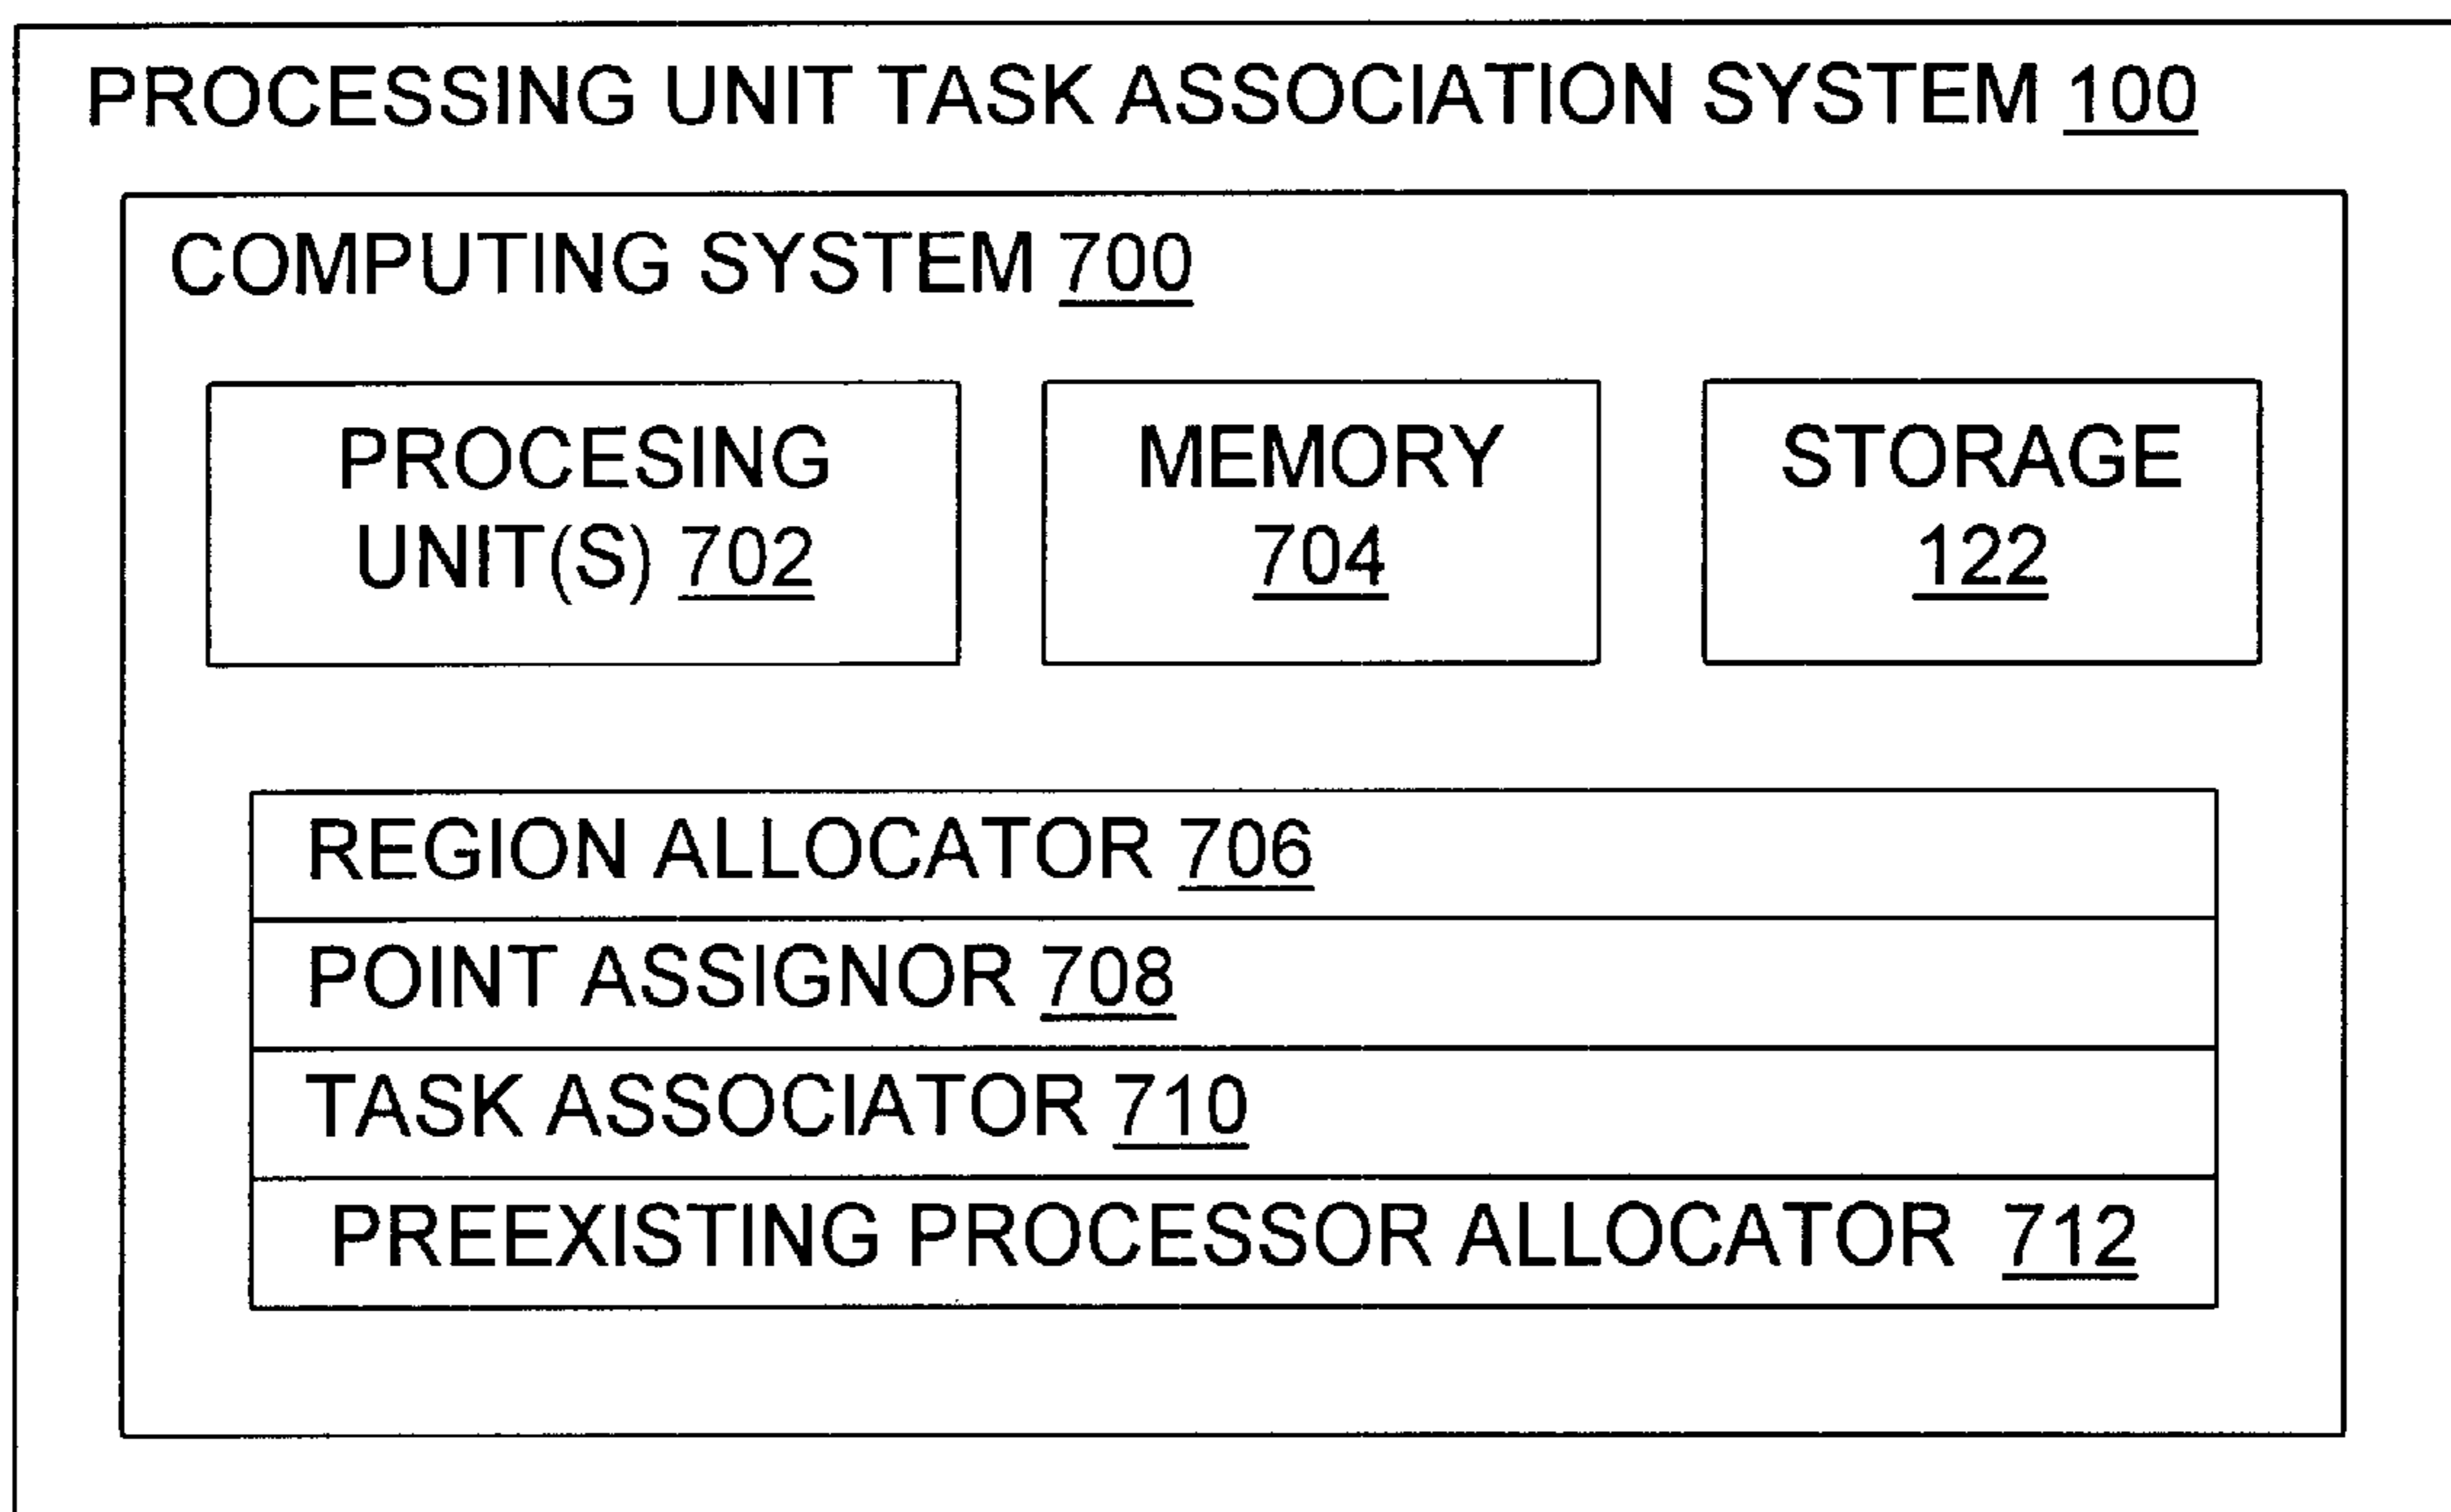 PROCESSING UNIT TASK ASSOCIATION SYSTEM 100
COMPUTING SYSTEM 700
PROCESING
UNIT(S) 702
MEMORY
704
STORAGE
122
REGION ALLOCATOR 706
POINT ASSIGNOR 708
TASK ASSOCIATOR 710
PREEXISTING PROCESSOR ALLOCATOR 712